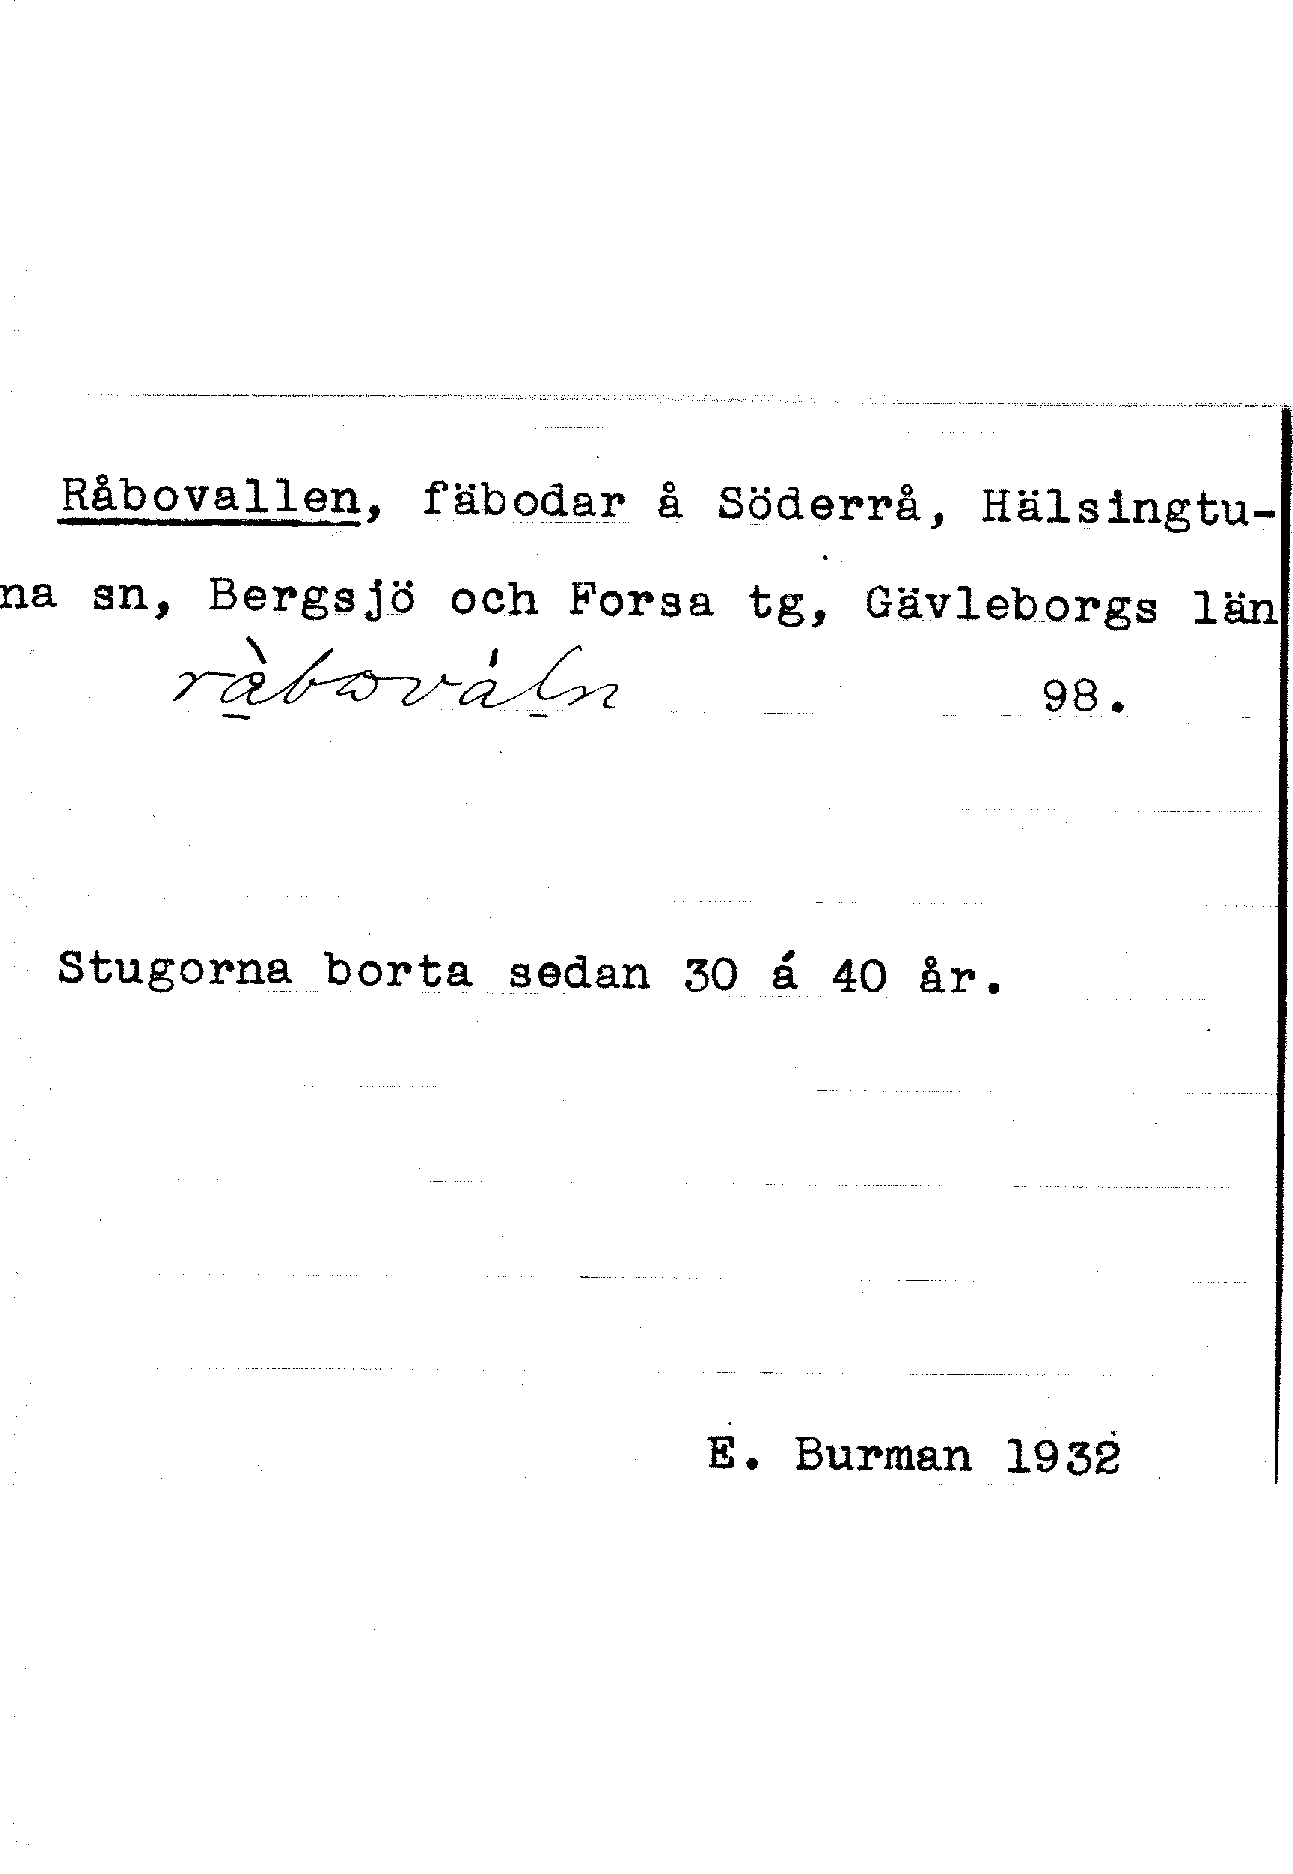 Råbovallen, fäbodar å Söderrå, Hälsingtu-
na sn, Bergsjö och Forsa tg, Gävleborgs län
ràbovàln 98.
Stugorna borta sedan 30 á 40 år.
E. Burman 1932